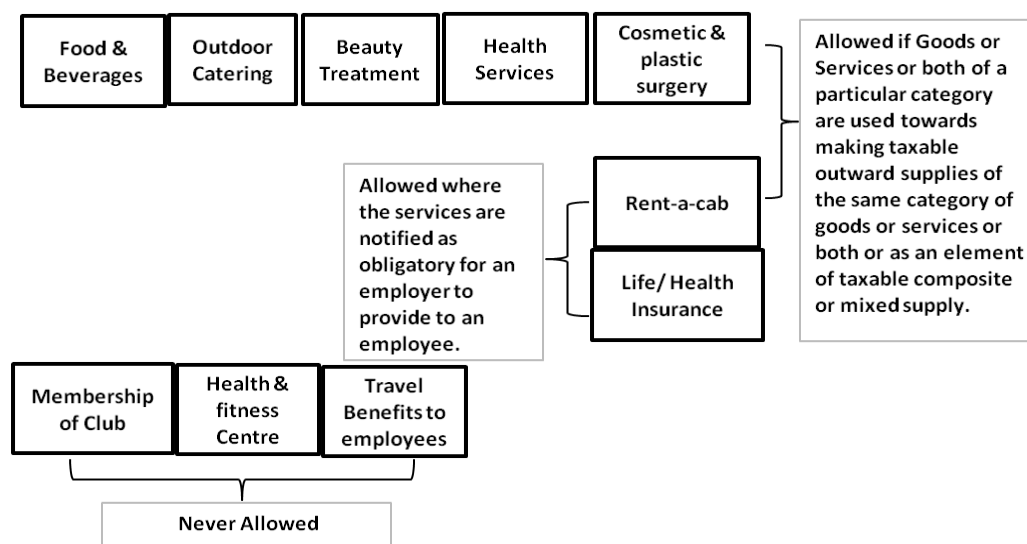 Food &
Beverages
Outdoor
Catering
Beauty
Treatment
Health
Services
Cosmetic &
plastic
surgery
Allowed if Goods or
Services or both of a
particular category
are used towards
making taxable
outward supplies of
the same category of
goods or services or
both or as an element
of taxable composite
or mixed supply.
Allowed where
the services are
notified as
obligatory for an
employer to
provide to an
employee.
Rent-a-cab
Life/ Health
Insurance
Membership
of Club
Health &
fitness
Centre
Travel
Benefits to
employees
Never Allowed